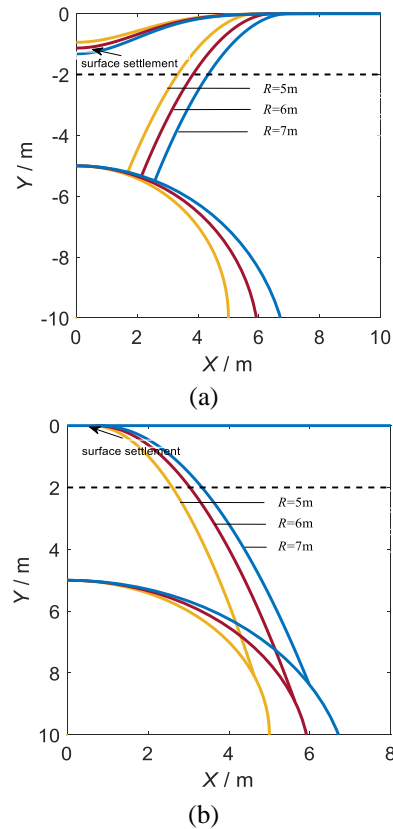 0
surface settlement
-2
R=5m
R=6m
-4
R=7m
Y / m
-6
-8
-10
0 2 4 6 8 10
X / m
(a)
0
surface settlement
2
R=5m
R=6m
4
R=7m
Y / m
6
8
10
0 2 4 6 8
X / m
(b)